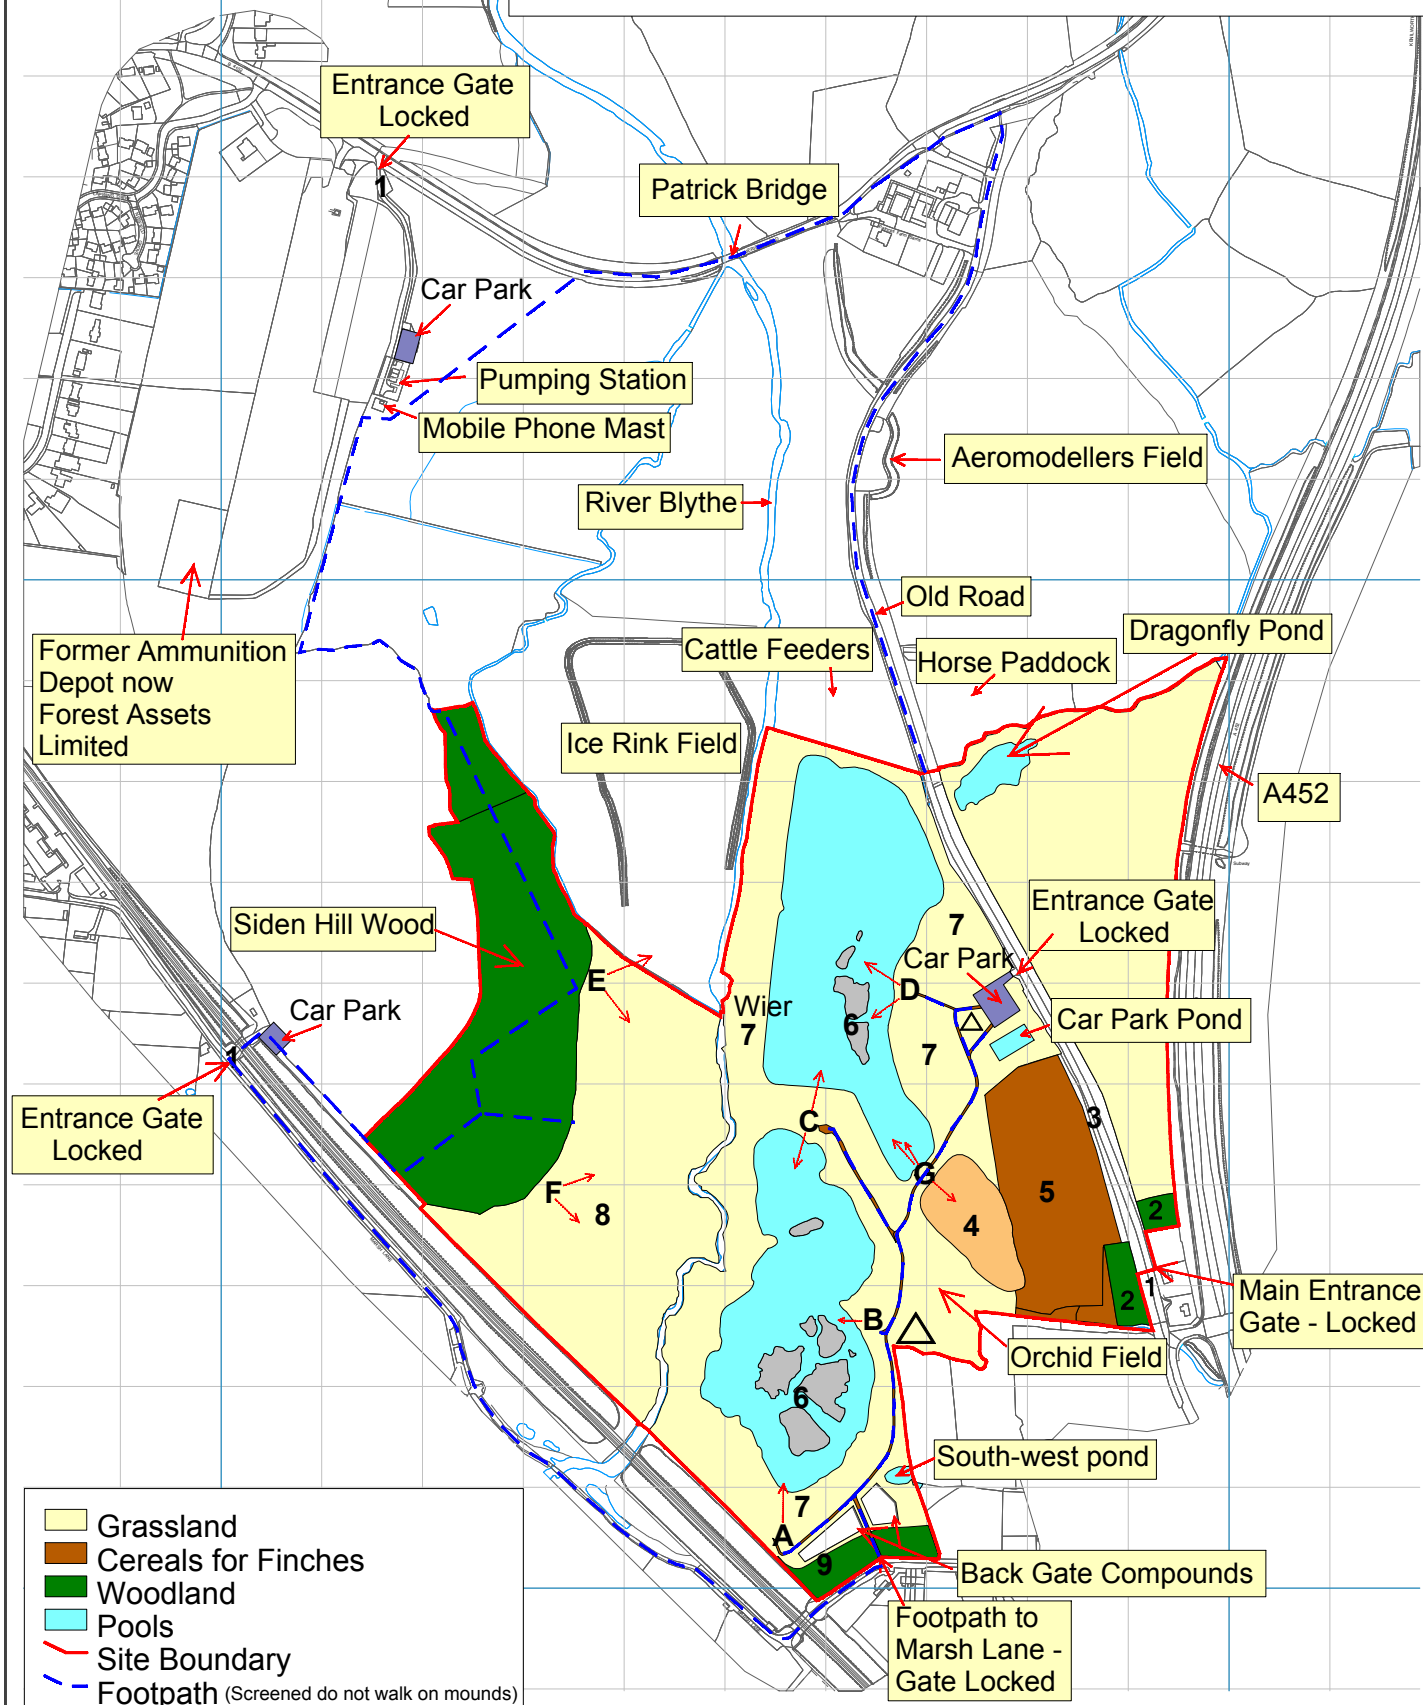 Entrance Gate
Locked
1
Patrick Bridge
Car Park
Pumping Station
Mobile Phone Mast
Aeromodellers Field
River Blythe
Old Road
Former Ammunition
Depot now
Forest Assets
Limited
Cattle Feeders
Horse Paddock
Dragonfly Pond
Ice Rink Field
A452
Subway
Siden Hill Wood
Entrance Gate
Locked
7
Car Park
E
D
Wier
7
6
7
Car Park Pond
Car Park
1
Entrance Gate
Locked
C
3
G
F
8
4
5
2
2
1
Main Entrance
Gate - Locked
B
Orchid Field
6
South-west pond
7
A
9
Back Gate Compounds
Footpath to
Marsh Lane -
Gate Locked
Grassland
Cereals for Finches
Woodland
Pools
Site Boundary
Footpath (Screened do not walk on mounds)